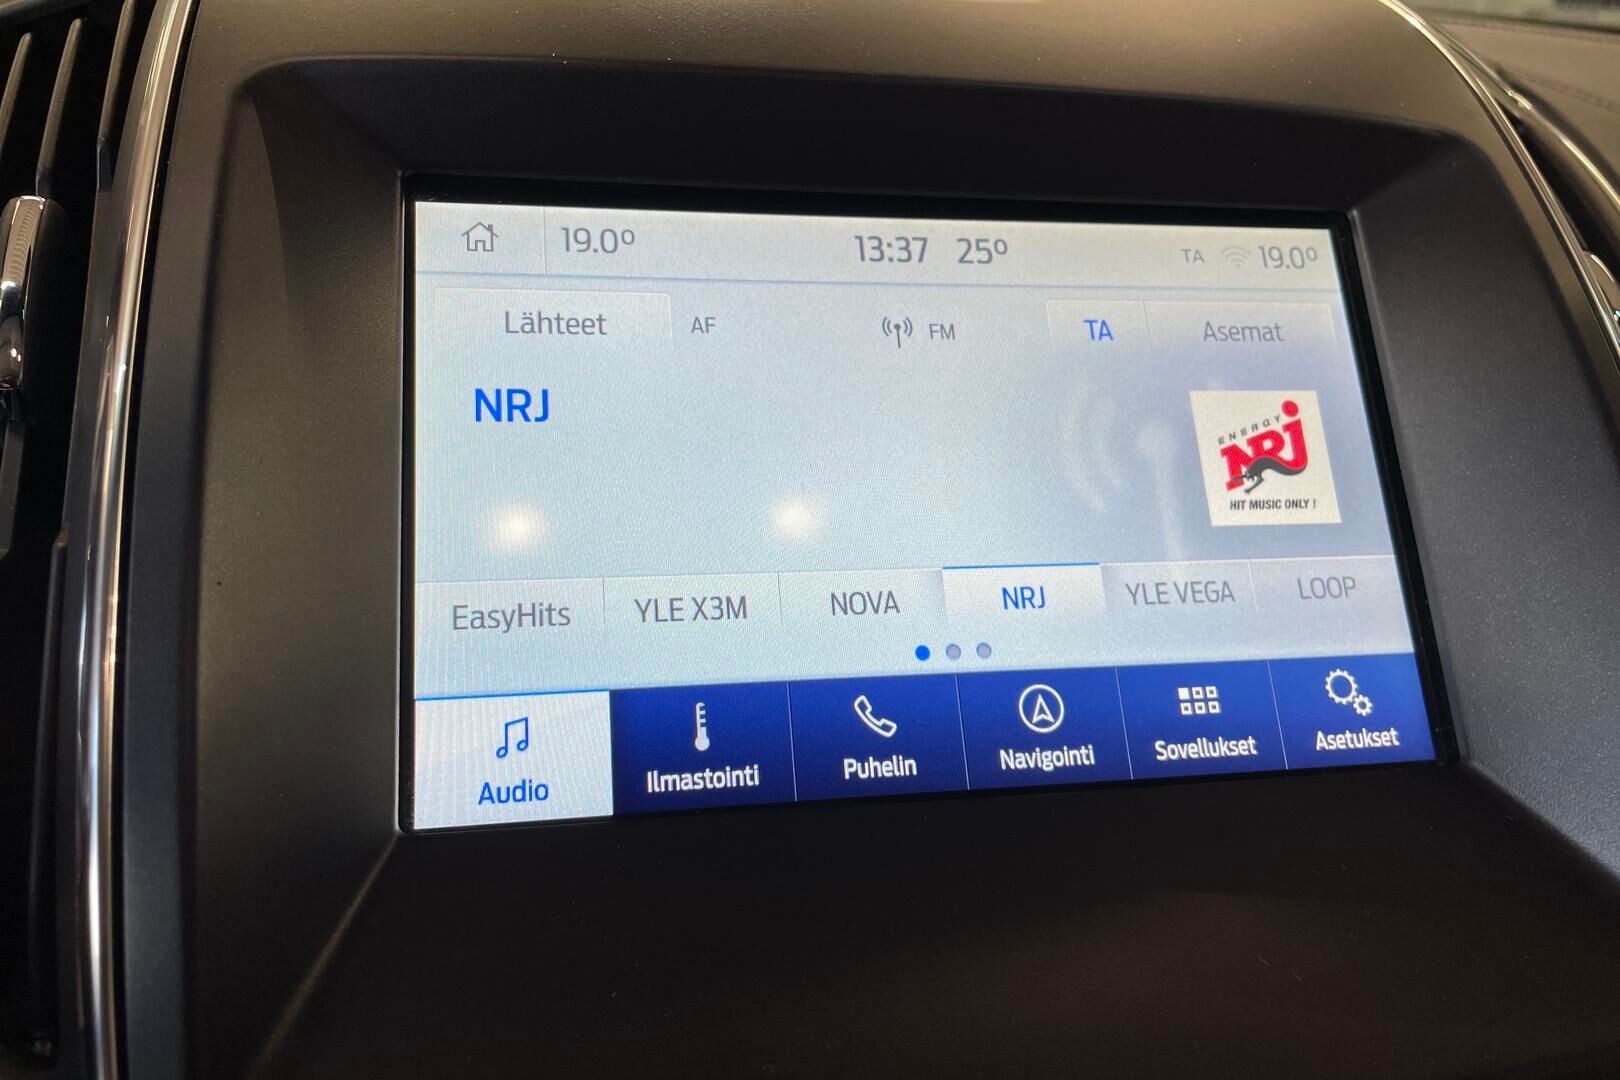 19.0° 13:37 25° TA 19.0°
Lähteet AF FM TA Asemat
NRJ
ENERGY
NRJ
HIT MUSIC ONLY !
EasyHits YLE X3M NOVA NRJ YLE VEGA LOOP
Audio Ilmastointi Puhelin Navigointi Sovellukset Asetukset